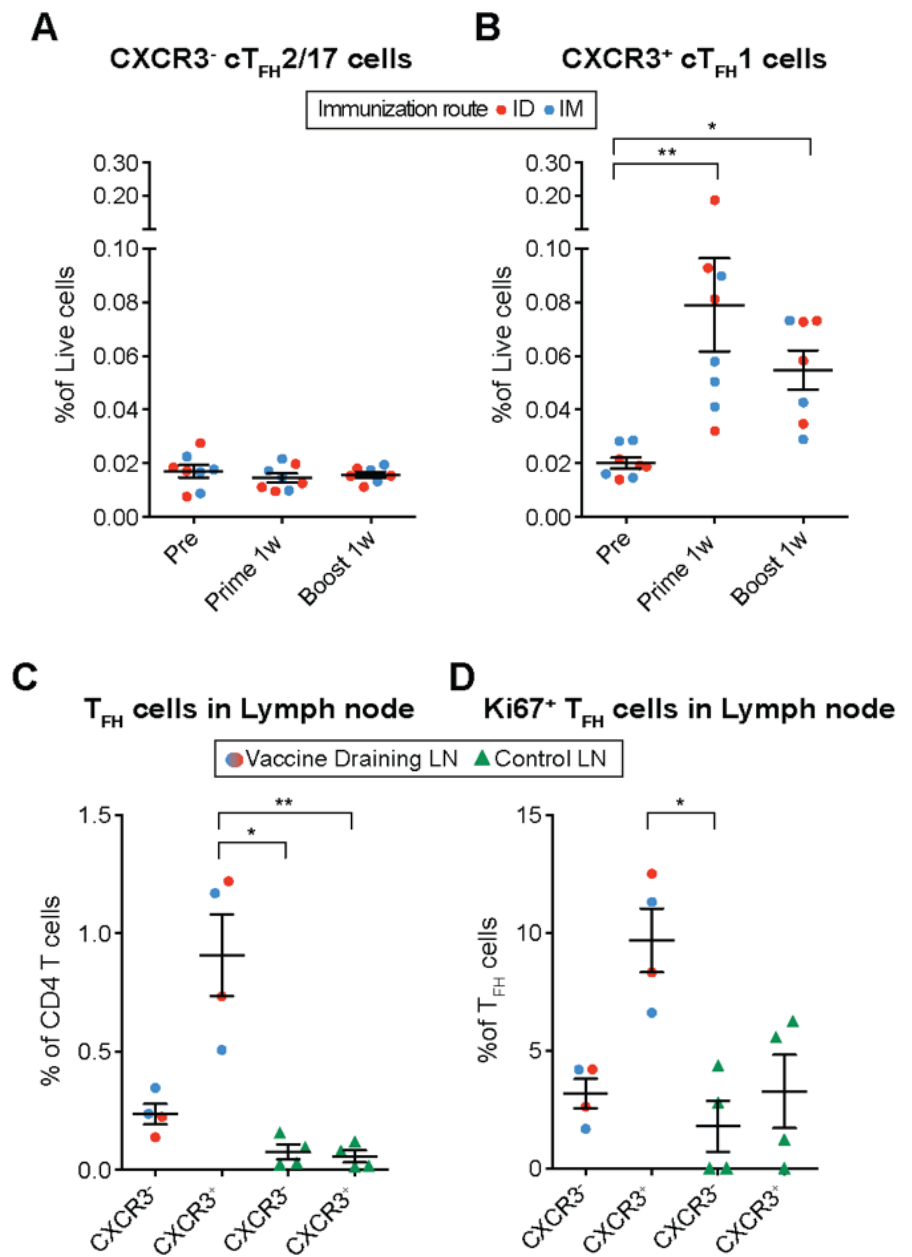 A
CXCR3⁻ cT_FH2/17 cells
B
CXCR3⁺ cT_FH1 cells
Immunization route ID IM
%of Live cells
0.30
0.20
0.10
0.08
0.06
0.04
0.02
0.00
Pre
Prime 1w
Boost 1w
*
**
%of Live cells
0.30
0.20
0.10
0.08
0.06
0.04
0.02
0.00
Pre
Prime 1w
Boost 1w
C
T_FH cells in Lymph node
D
Ki67⁺ T_FH cells in Lymph node
Vaccine Draining LN Control LN
% of CD4 T cells
1.5
1.0
0.5
0.0
**
*
CXCR3⁻
CXCR3⁺
CXCR3⁻
CXCR3⁺
%of T_FH cells
15
10
5
0
*
CXCR3⁻
CXCR3⁺
CXCR3⁻
CXCR3⁺